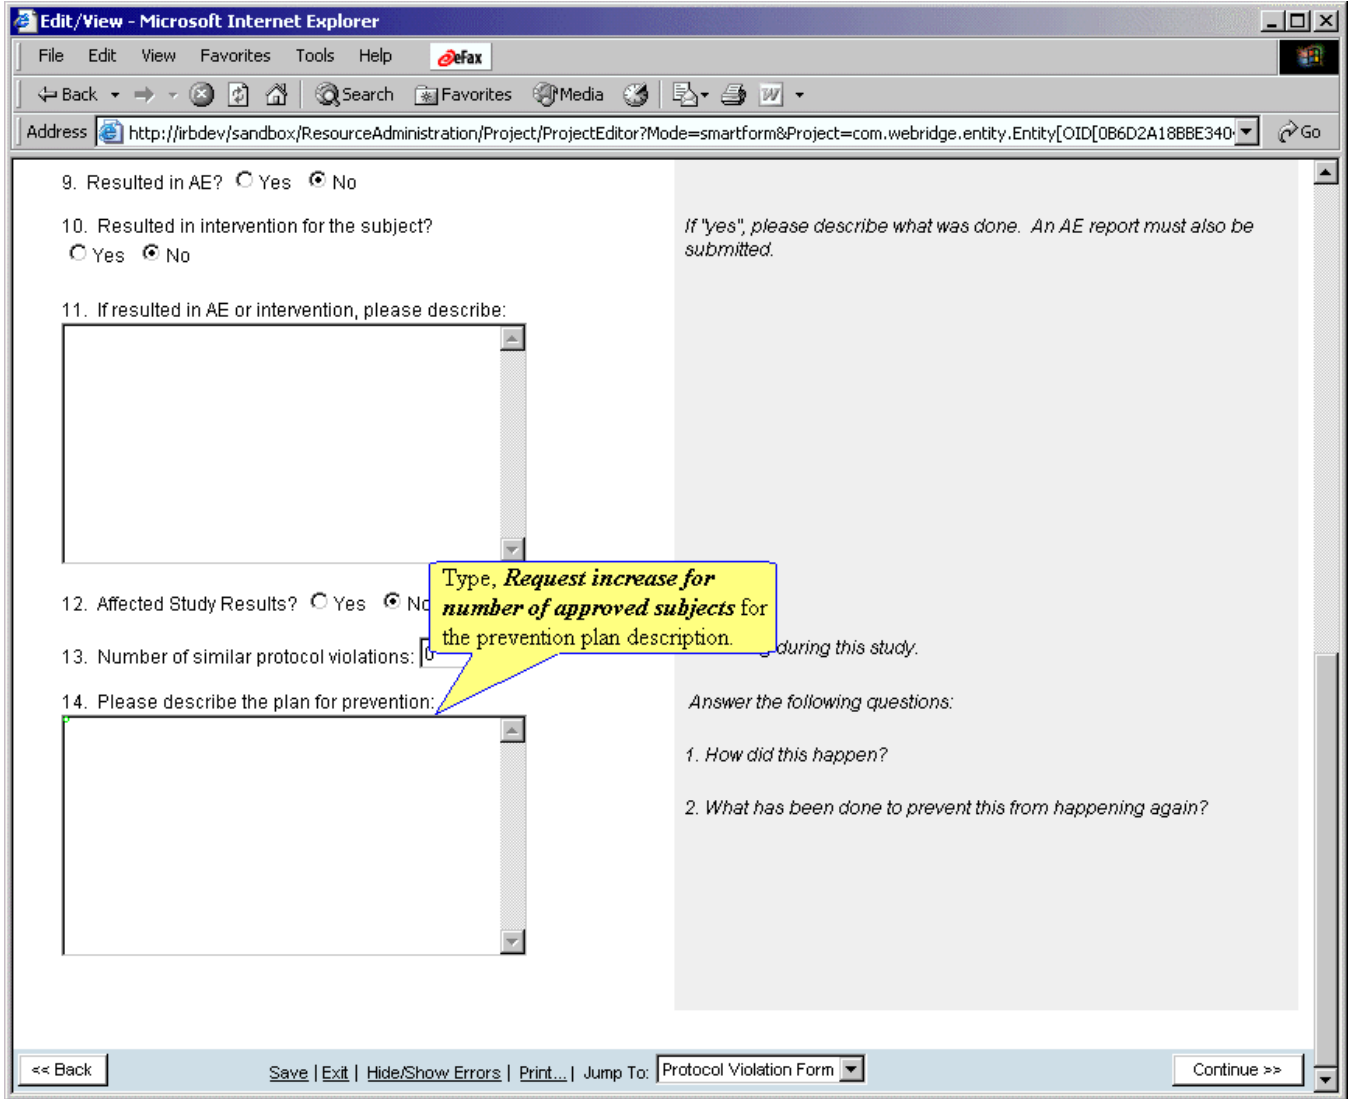 Edit/View - Microsoft Internet Explorer
File Edit View Favorites Tools Help eFax
Back Search Favorites Media
Address http://irbdev/sandbox/ResourceAdministration/Project/ProjectEditor?Mode=smartform&Project=com.webridge.entity.Entity[OID[0B6D2A18BBE340 Go
9. Resulted in AE? Yes No
10. Resulted in intervention for the subject?
Yes No
If "yes", please describe what was done. An AE report must also be
submitted.
11. If resulted in AE or intervention, please describe:
Type, Request increase for
number of approved subjects for
the prevention plan description.
12. Affected Study Results? Yes No
13. Number of similar protocol violations: 0
during this study.
14. Please describe the plan for prevention:
Answer the following questions:
1. How did this happen?
2. What has been done to prevent this from happening again?
<< Back Save | Exit | Hide/Show Errors | Print... | Jump To: Protocol Violation Form Continue >>